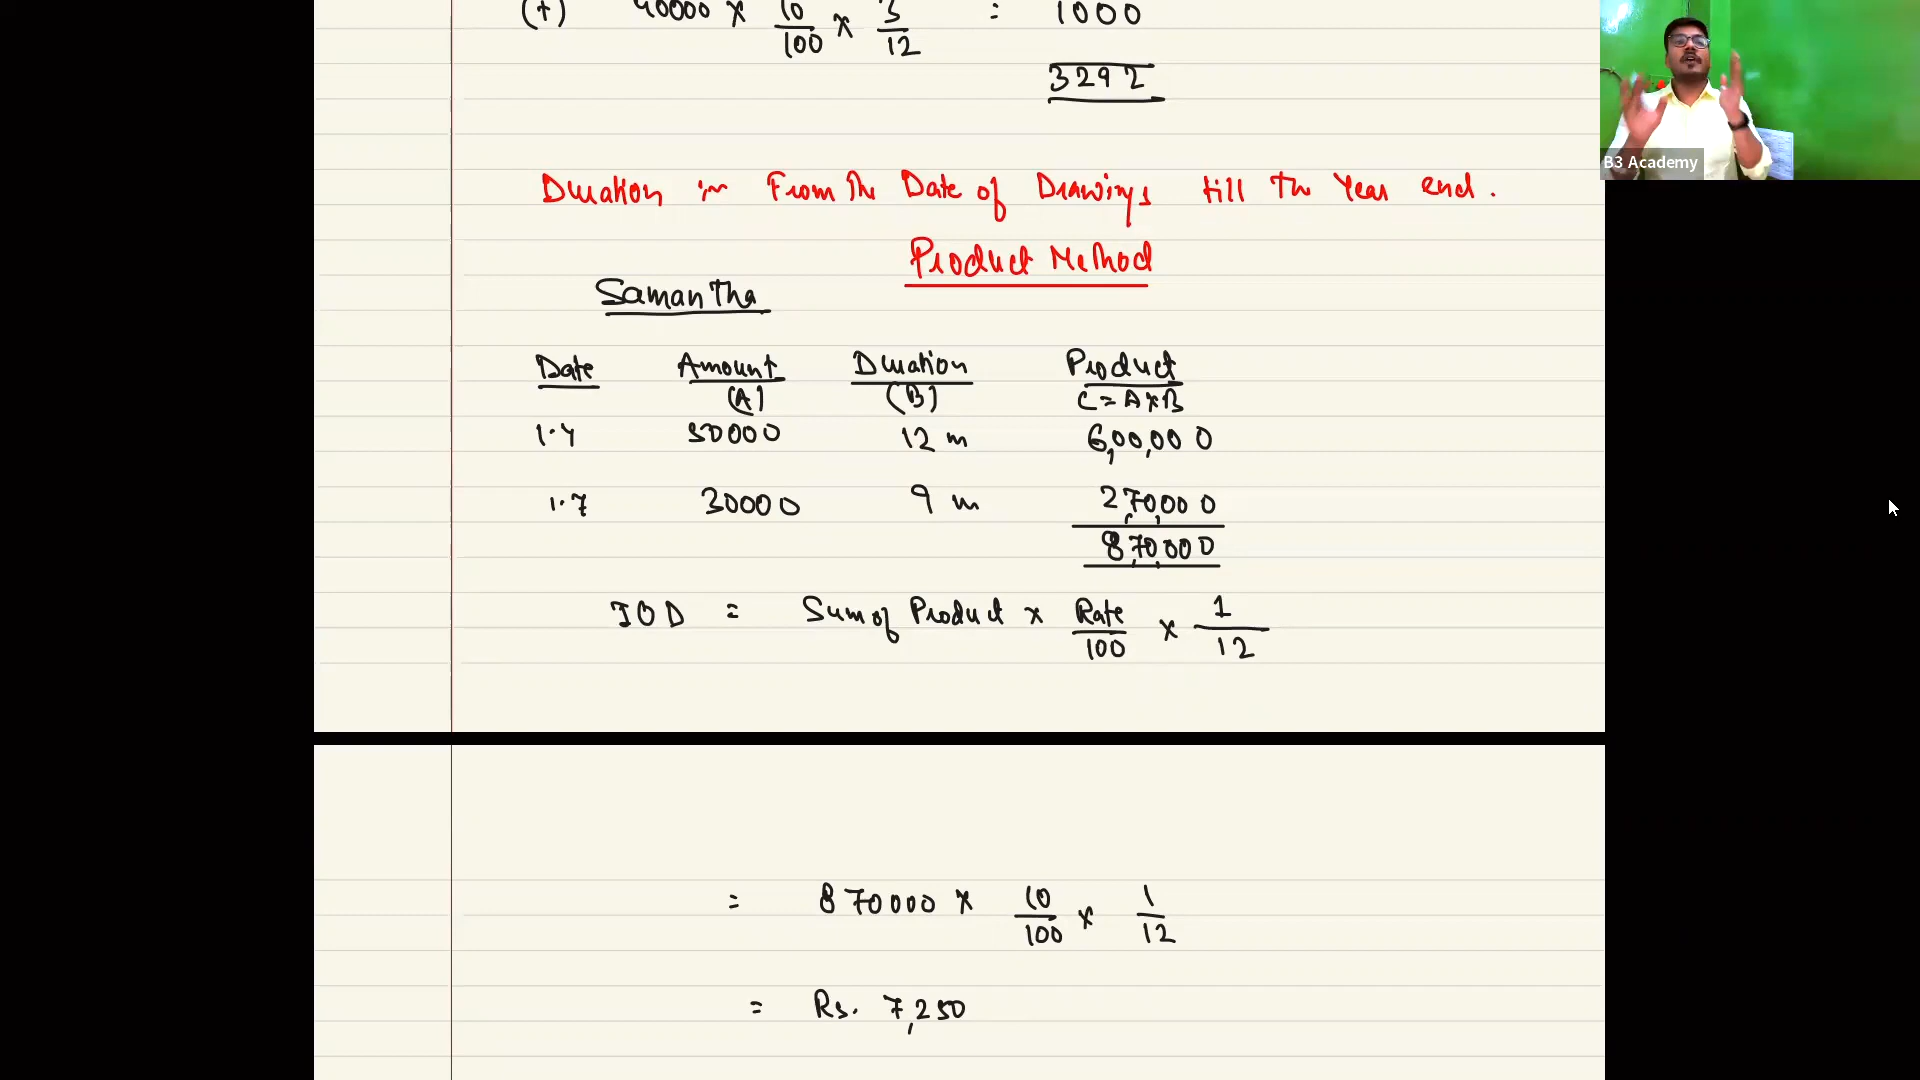 (+) 40000 × 10/100 × 3/12 : 1000
3292
Duration in From the Date of Drawings till the Year end.
Product Method
Samantha
Date Amount Duration Product
(A) (B) C = A×B
1.4 50000 12 m 6,00,000
1.7 30000 9 m 2,70,000
8,70,000
IOD = Sum of Product × Rate/100 × 1/12
= 870000 × 10/100 × 1/12
= Rs. 7,250
B3 Academy